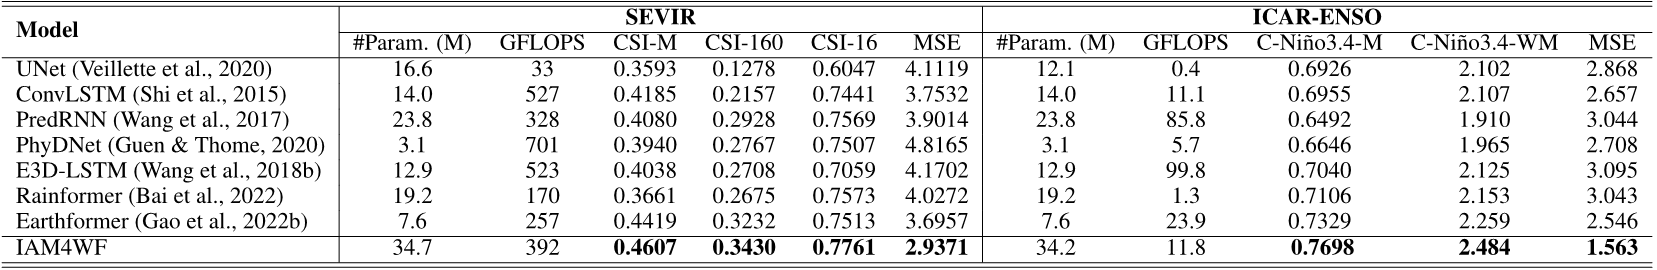 Model SEVIR ICAR-ENSO
#Param. (M) GFLOPS CSI-M CSI-160 CSI-16 MSE #Param. (M) GFLOPS C-Niño3.4-M C-Niño3.4-WM MSE
UNet (Veillette et al., 2020) 16.6 33 0.3593 0.1278 0.6047 4.1119 12.1 0.4 0.6926 2.102 2.868
ConvLSTM (Shi et al., 2015) 14.0 527 0.4185 0.2157 0.7441 3.7532 14.0 11.1 0.6955 2.107 2.657
PredRNN (Wang et al., 2017) 23.8 328 0.4080 0.2928 0.7569 3.9014 23.8 85.8 0.6492 1.910 3.044
PhyDNet (Guen & Thome, 2020) 3.1 701 0.3940 0.2767 0.7507 4.8165 3.1 5.7 0.6646 1.965 2.708
E3D-LSTM (Wang et al., 2018b) 12.9 523 0.4038 0.2708 0.7059 4.1702 12.9 99.8 0.7040 2.125 3.095
Rainformer (Bai et al., 2022) 19.2 170 0.3661 0.2675 0.7573 4.0272 19.2 1.3 0.7106 2.153 3.043
Earthformer (Gao et al., 2022b) 7.6 257 0.4419 0.3232 0.7513 3.6957 7.6 23.9 0.7329 2.259 2.546
IAM4WF 34.7 392 0.4607 0.3430 0.7761 2.9371 34.2 11.8 0.7698 2.484 1.563